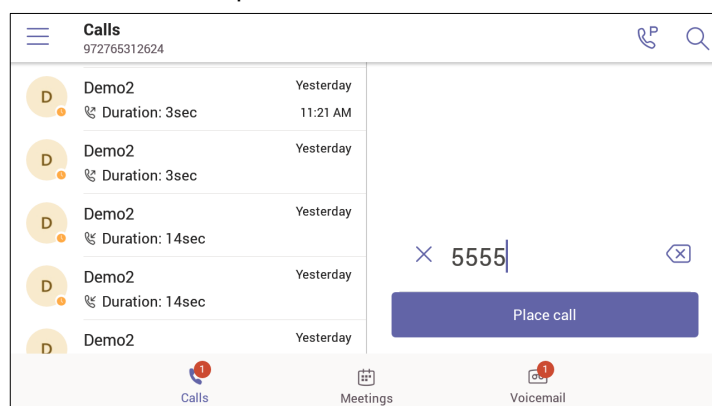 Calls
972765312624
P
D
Demo2
Yesterday
Duration: 3sec
11:21 AM
D
Demo2
Yesterday
Duration: 3sec
D
Demo2
Yesterday
Duration: 14sec
D
Demo2
Yesterday
Duration: 14sec
D
Demo2
Yesterday
5555
Place call
1
Calls
Meetings
1
Voicemail